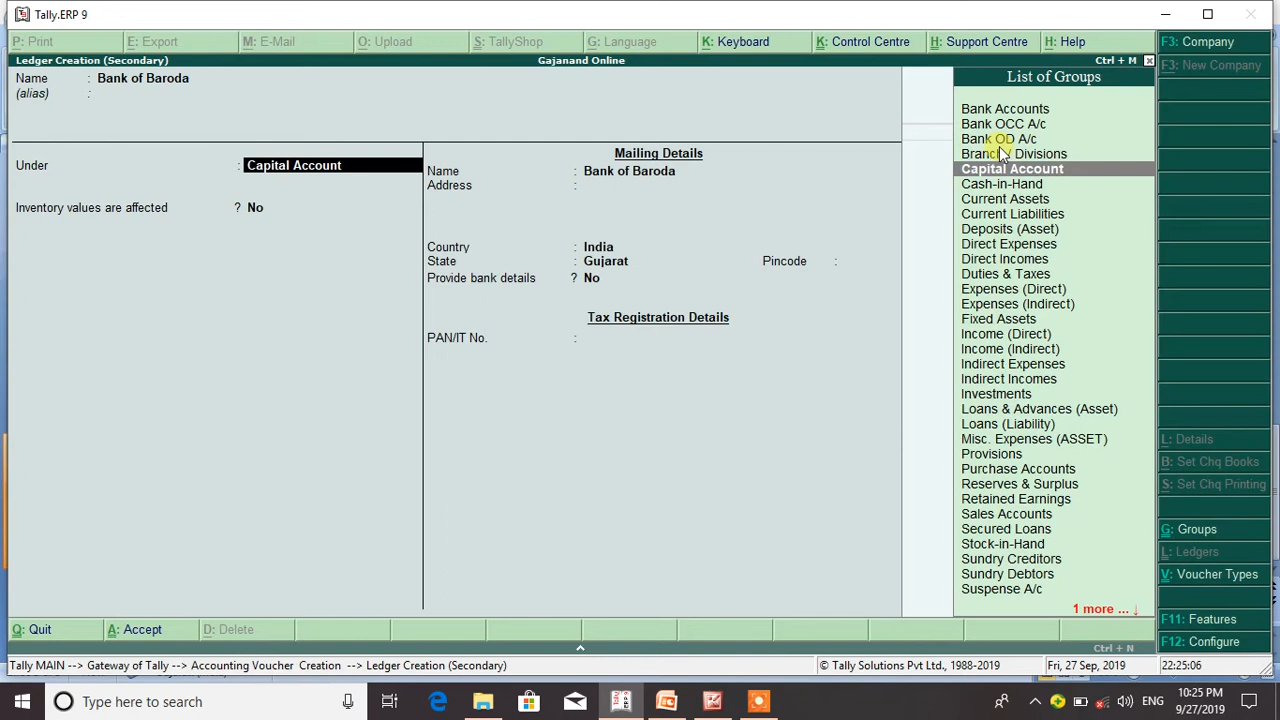 Tally.ERP 9
P: Print
E: Export
M: E-Mail
O: Upload
S: TallyShop
G: Language
K: Keyboard
K: Control Centre
H: Support Centre
H: Help
F3: Company
F3: New Company
Ledger Creation (Secondary)
Gajanand Online
Ctrl + M
Name : Bank of Baroda
(alias) :
Under : Capital Account
Inventory values are affected ? No
Mailing Details
Name : Bank of Baroda
Address :
Country : India
State : Gujarat Pincode :
Provide bank details ? No
Tax Registration Details
PAN/IT No. :
List of Groups
Bank Accounts
Bank OCC A/c
Bank OD A/c
Branch / Divisions
Capital Account
Cash-in-Hand
Current Assets
Current Liabilities
Deposits (Asset)
Direct Expenses
Direct Incomes
Duties & Taxes
Expenses (Direct)
Expenses (Indirect)
Fixed Assets
Income (Direct)
Income (Indirect)
Indirect Expenses
Indirect Incomes
Investments
Loans & Advances (Asset)
Loans (Liability)
Misc. Expenses (ASSET)
Provisions
Purchase Accounts
Reserves & Surplus
Retained Earnings
Sales Accounts
Secured Loans
Stock-in-Hand
Sundry Creditors
Sundry Debtors
Suspense A/c
1 more ... ↓
L: Details
B: Set Chq Books
S: Set Chq Printing
G: Groups
L: Ledgers
V: Voucher Types
F11: Features
F12: Configure
Q: Quit
A: Accept
D: Delete
Ctrl + N
Tally MAIN --> Gateway of Tally --> Accounting Voucher Creation --> Ledger Creation (Secondary)
© Tally Solutions Pvt Ltd., 1988-2019
Fri, 27 Sep, 2019
22:25:06
Type here to search
ENG
10:25 PM
9/27/2019